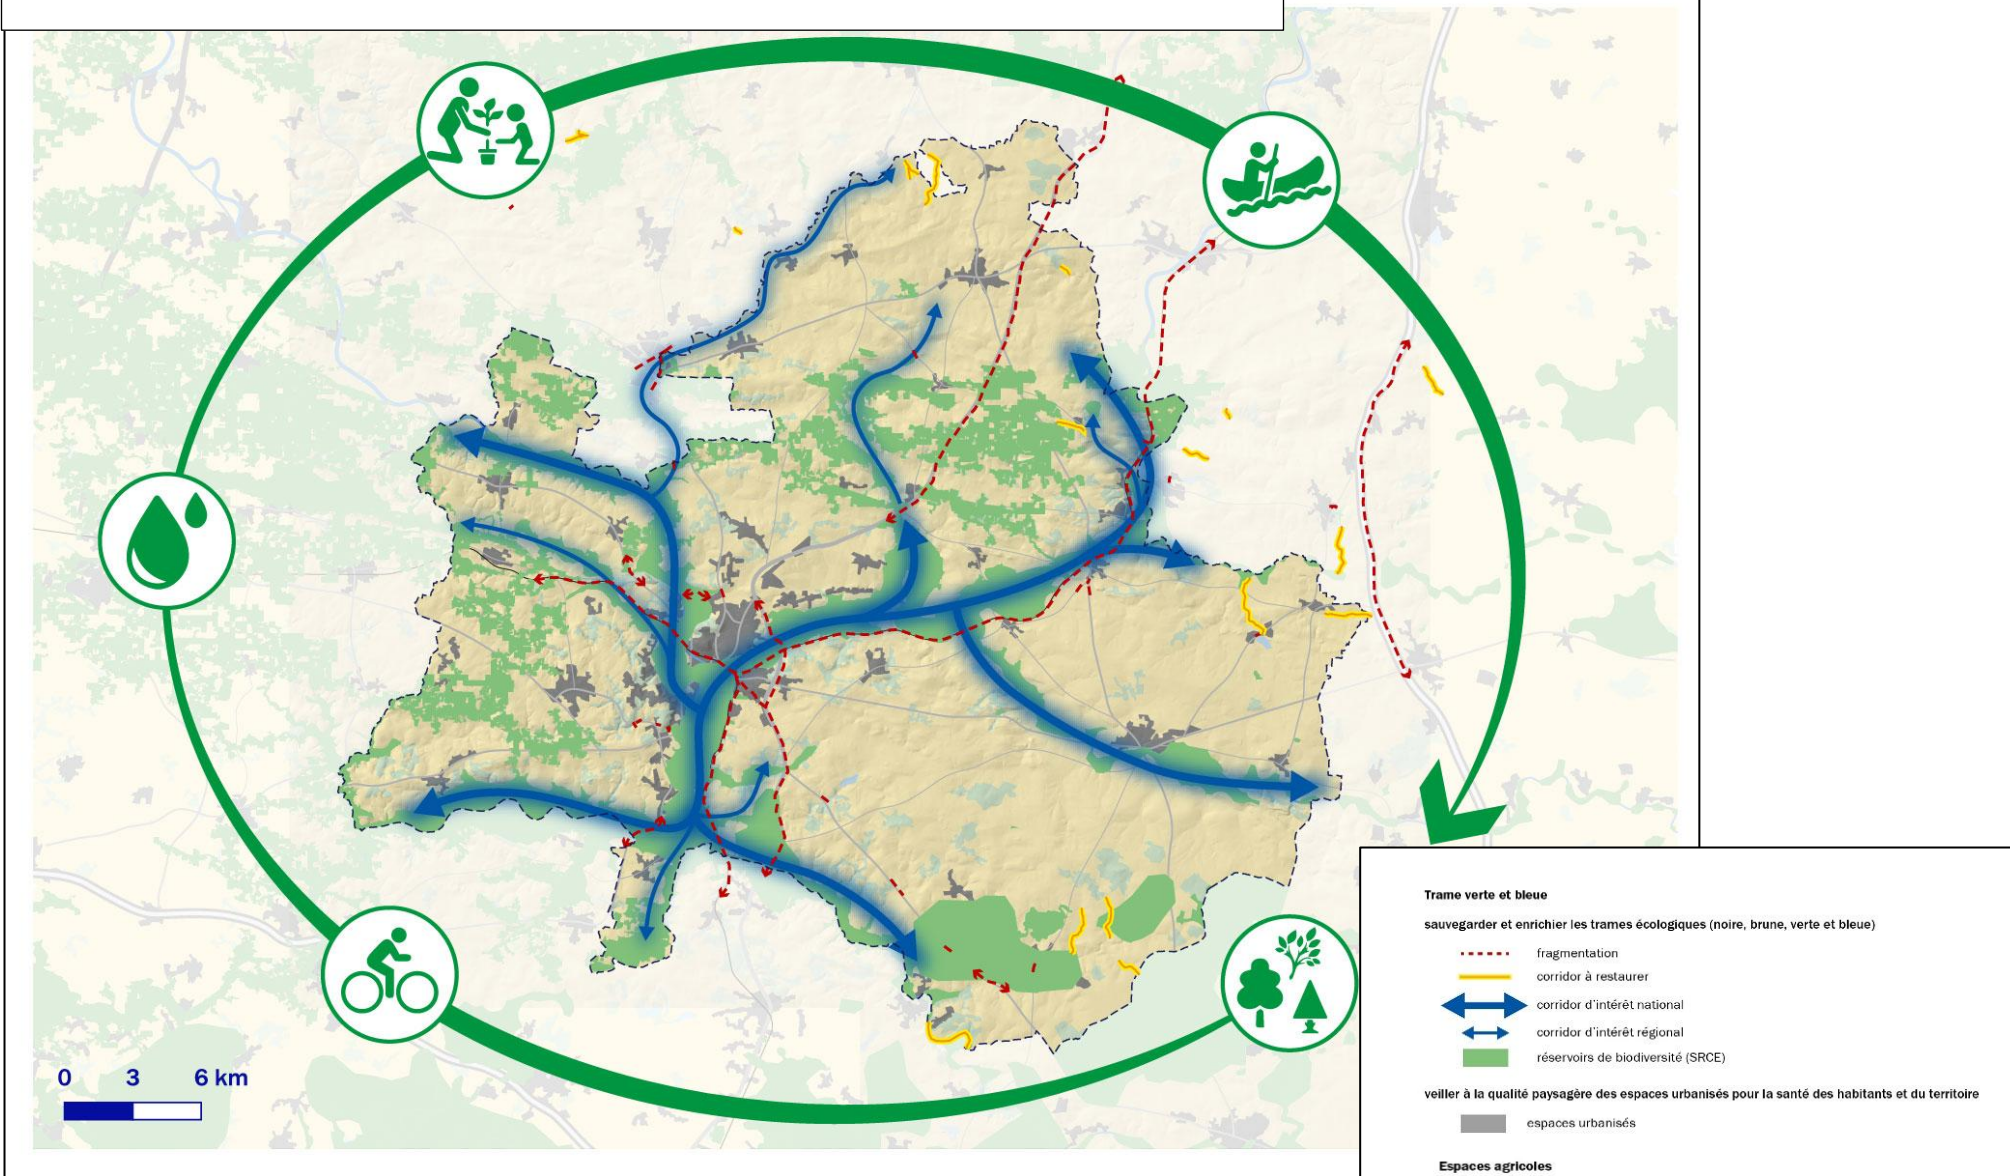 0 3 6 km
Trame verte et bleue
sauvegarder et enrichier les trames écologiques (noire, brune, verte et bleue)
fragmentation
corridor à restaurer
corridor d'intérêt national
corridor d'intérêt régional
réservoirs de biodiversité (SRCE)
veiller à la qualité paysagère des espaces urbanisés pour la santé des habitants et du territoire
espaces urbanisés
Espaces agricoles